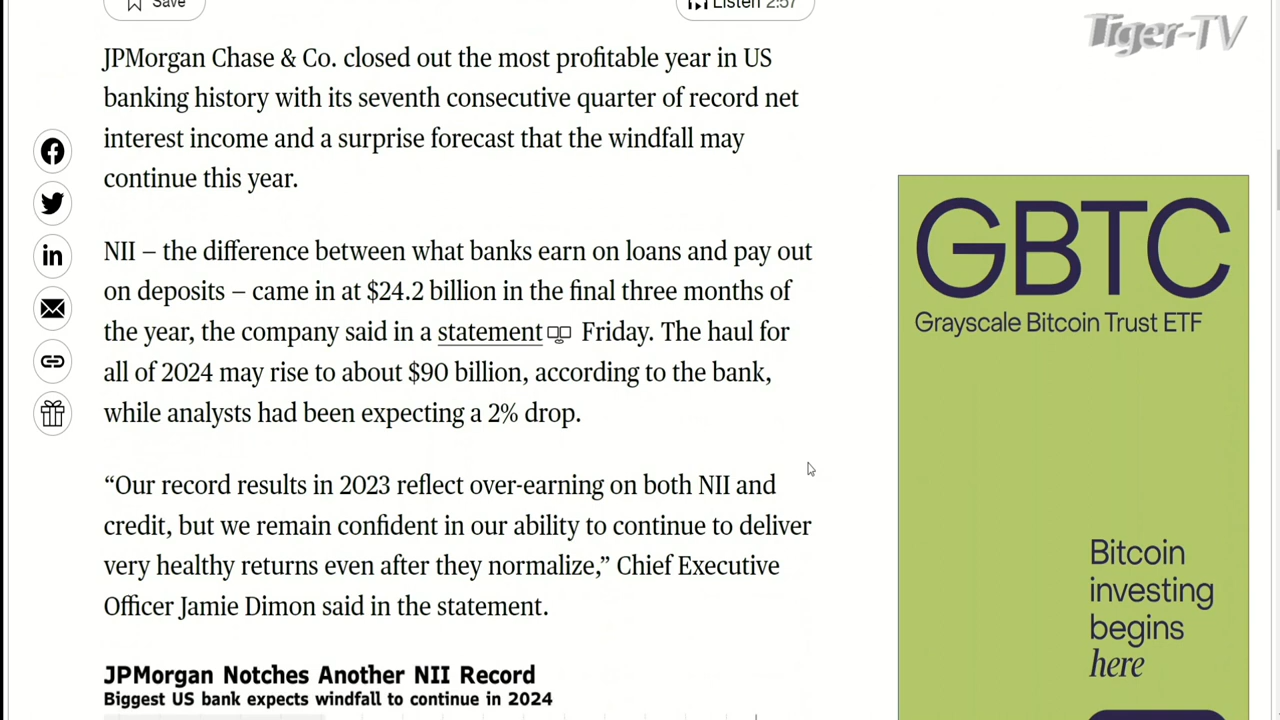 Save
Listen 2:57
Tiger-TV
JPMorgan Chase & Co. closed out the most profitable year in US
banking history with its seventh consecutive quarter of record net
interest income and a surprise forecast that the windfall may
continue this year.
NII – the difference between what banks earn on loans and pay out
on deposits – came in at $24.2 billion in the final three months of
the year, the company said in a statement Friday. The haul for
all of 2024 may rise to about $90 billion, according to the bank,
while analysts had been expecting a 2% drop.
“Our record results in 2023 reflect over-earning on both NII and
credit, but we remain confident in our ability to continue to deliver
very healthy returns even after they normalize,” Chief Executive
Officer Jamie Dimon said in the statement.
JPMorgan Notches Another NII Record
Biggest US bank expects windfall to continue in 2024
GBTC
Grayscale Bitcoin Trust ETF
Bitcoin
investing
begins
here